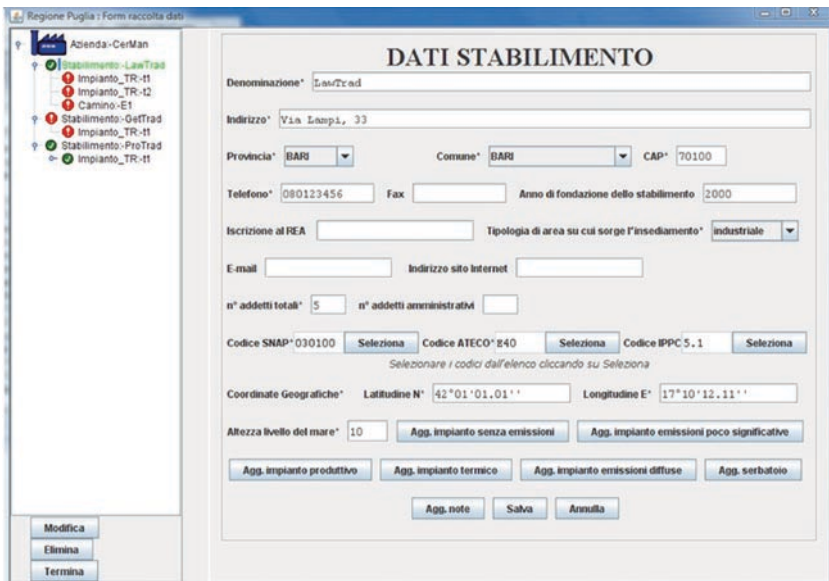 Regione Puglia : Form raccolta dati
Azienda:-CerMan
Stabilimento:-LawTrad
Impianto_TR:-t1
Impianto_TR:-t2
Camino:-E1
Stabilimento:-GetTrad
Impianto_TR:-t1
Stabilimento:-ProTrad
Impianto_TR:-t1
Modifica
Elimina
Termina
DATI STABILIMENTO
Denominazione* LawTrad
Indirizzo* Via Lampi, 33
Provincia* BARI Comune* BARI CAP* 70100
Telefono* 080123456 Fax Anno di fondazione dello stabilimento 2000
Iscrizione al REA Tipologia di area su cui sorge l'insediamento* industriale
E-mail Indirizzo sito Internet
n° addetti totali* 5 n° addetti amministrativi
Codice SNAP* 030100 Seleziona Codice ATECO* E40 Seleziona Codice IPPC 5.1 Seleziona
Selezionare i codici dall'elenco cliccando su Seleziona
Coordinate Geografiche* Latitudine N* 42°01'01.01'' Longitudine E* 17°10'12.11''
Altezza livello del mare* 10 Agg. impianto senza emissioni Agg. impianto emissioni poco significative
Agg. impianto produttivo Agg. impianto termico Agg. impianto emissioni diffuse Agg. serbatoio
Agg. note Salva Annulla